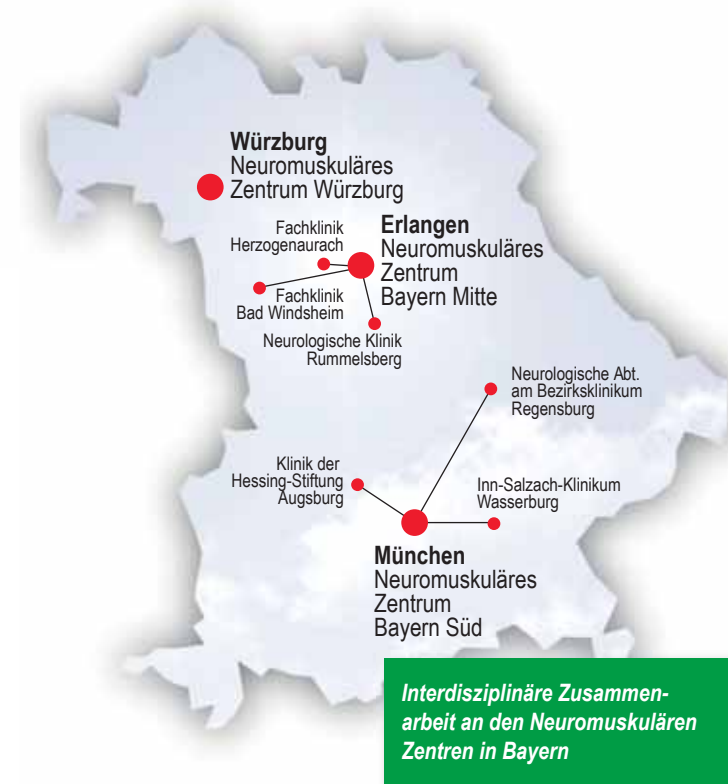 Würzburg
Neuromuskuläres
Zentrum Würzburg
Fachklinik
Herzogenaurach
Erlangen
Neuromuskuläres
Zentrum
Bayern Mitte
Fachklinik
Bad Windsheim
Neurologische Klinik
Rummelsberg
Neurologische Abt.
am Bezirksklinikum
Regensburg
Klinik der
Hessing-Stiftung
Augsburg
Inn-Salzach-Klinikum
Wasserburg
München
Neuromuskuläres
Zentrum
Bayern Süd
Interdisziplinäre Zusammen-
arbeit an den Neuromuskulären
Zentren in Bayern